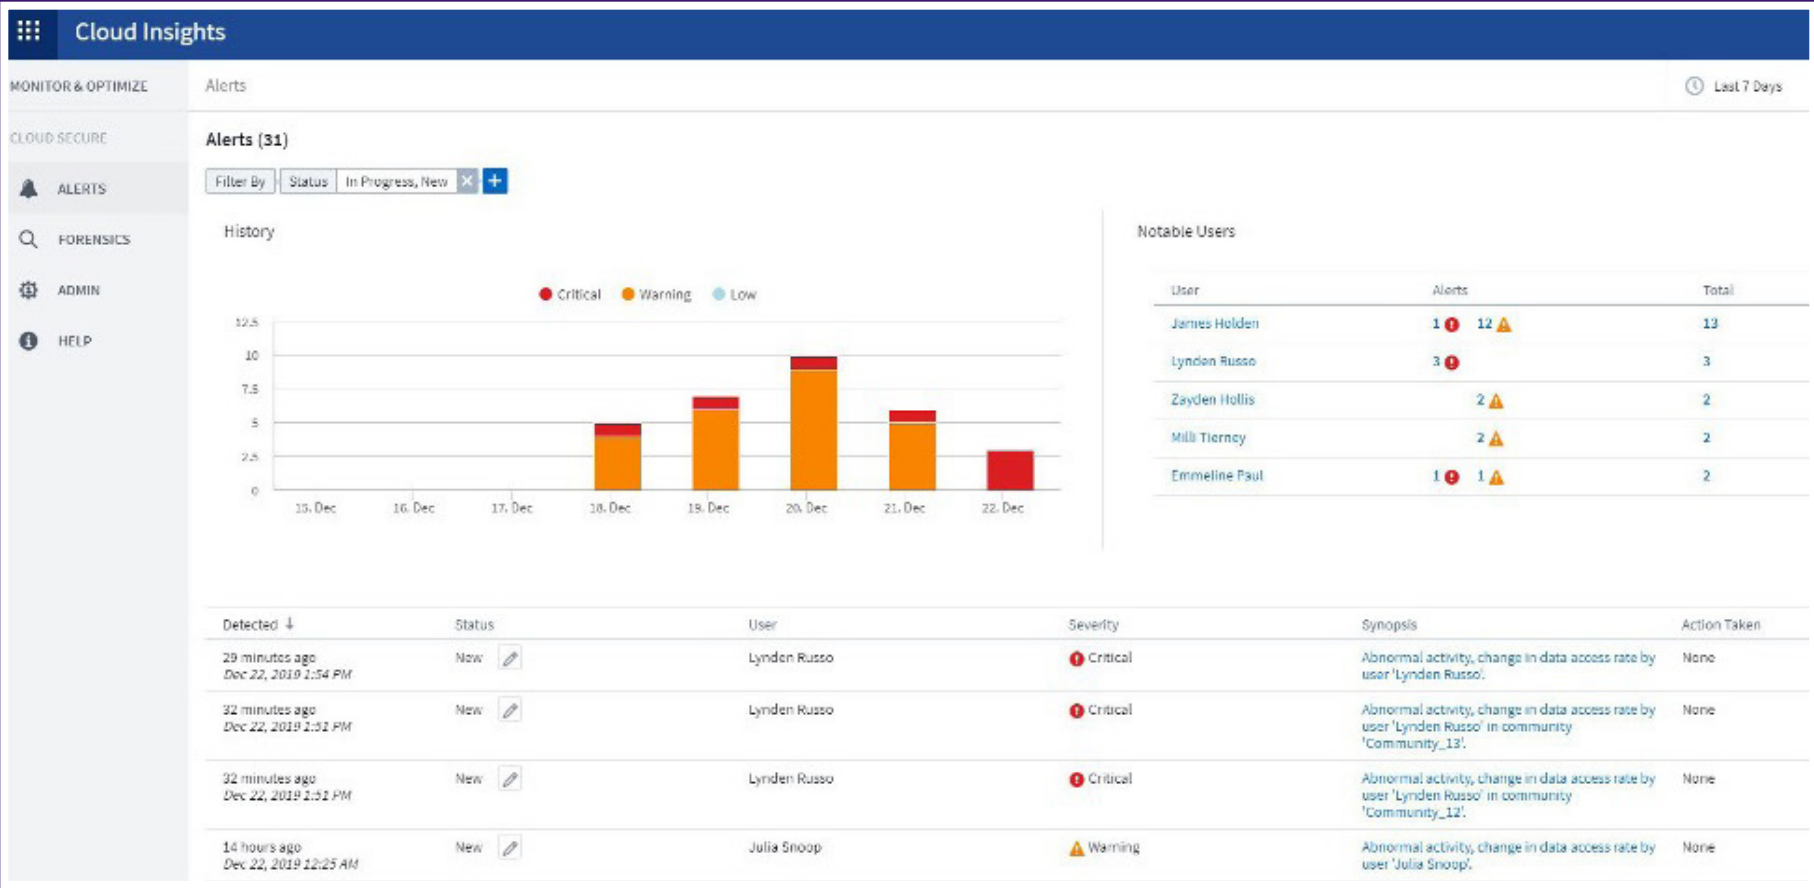 Cloud Insights
MONITOR & OPTIMIZE
Alerts
Last 7 Days
CLOUD SECURE
ALERTS
FORENSICS
ADMIN
HELP
Alerts (31)
Filter By Status In Progress, New × +
History
Critical Warning Low
12.5
10
7.5
5
2.5
0
15. Dec 16. Dec 17. Dec 18. Dec 19. Dec 20. Dec 21. Dec 22. Dec
Notable Users
User Alerts Total
James Holden 1 12 13
Lynden Russo 3 3
Zayden Hollis 2 2
Milli Tierney 2 2
Emmeline Paul 1 1 2
Detected ↓ Status User Severity Synopsis Action Taken
29 minutes ago New Lynden Russo Critical Abnormal activity, change in data access rate by None
Dec 22, 2019 1:54 PM user 'Lynden Russo'.
32 minutes ago New Lynden Russo Critical Abnormal activity, change in data access rate by None
Dec 22, 2019 1:51 PM user 'Lynden Russo' in community
'Community_13'.
32 minutes ago New Lynden Russo Critical Abnormal activity, change in data access rate by None
Dec 22, 2019 1:51 PM user 'Lynden Russo' in community
'Community_12'.
14 hours ago New Julia Snoop Warning Abnormal activity, change in data access rate by None
Dec 22, 2019 12:25 AM user 'Julia Snoop'.